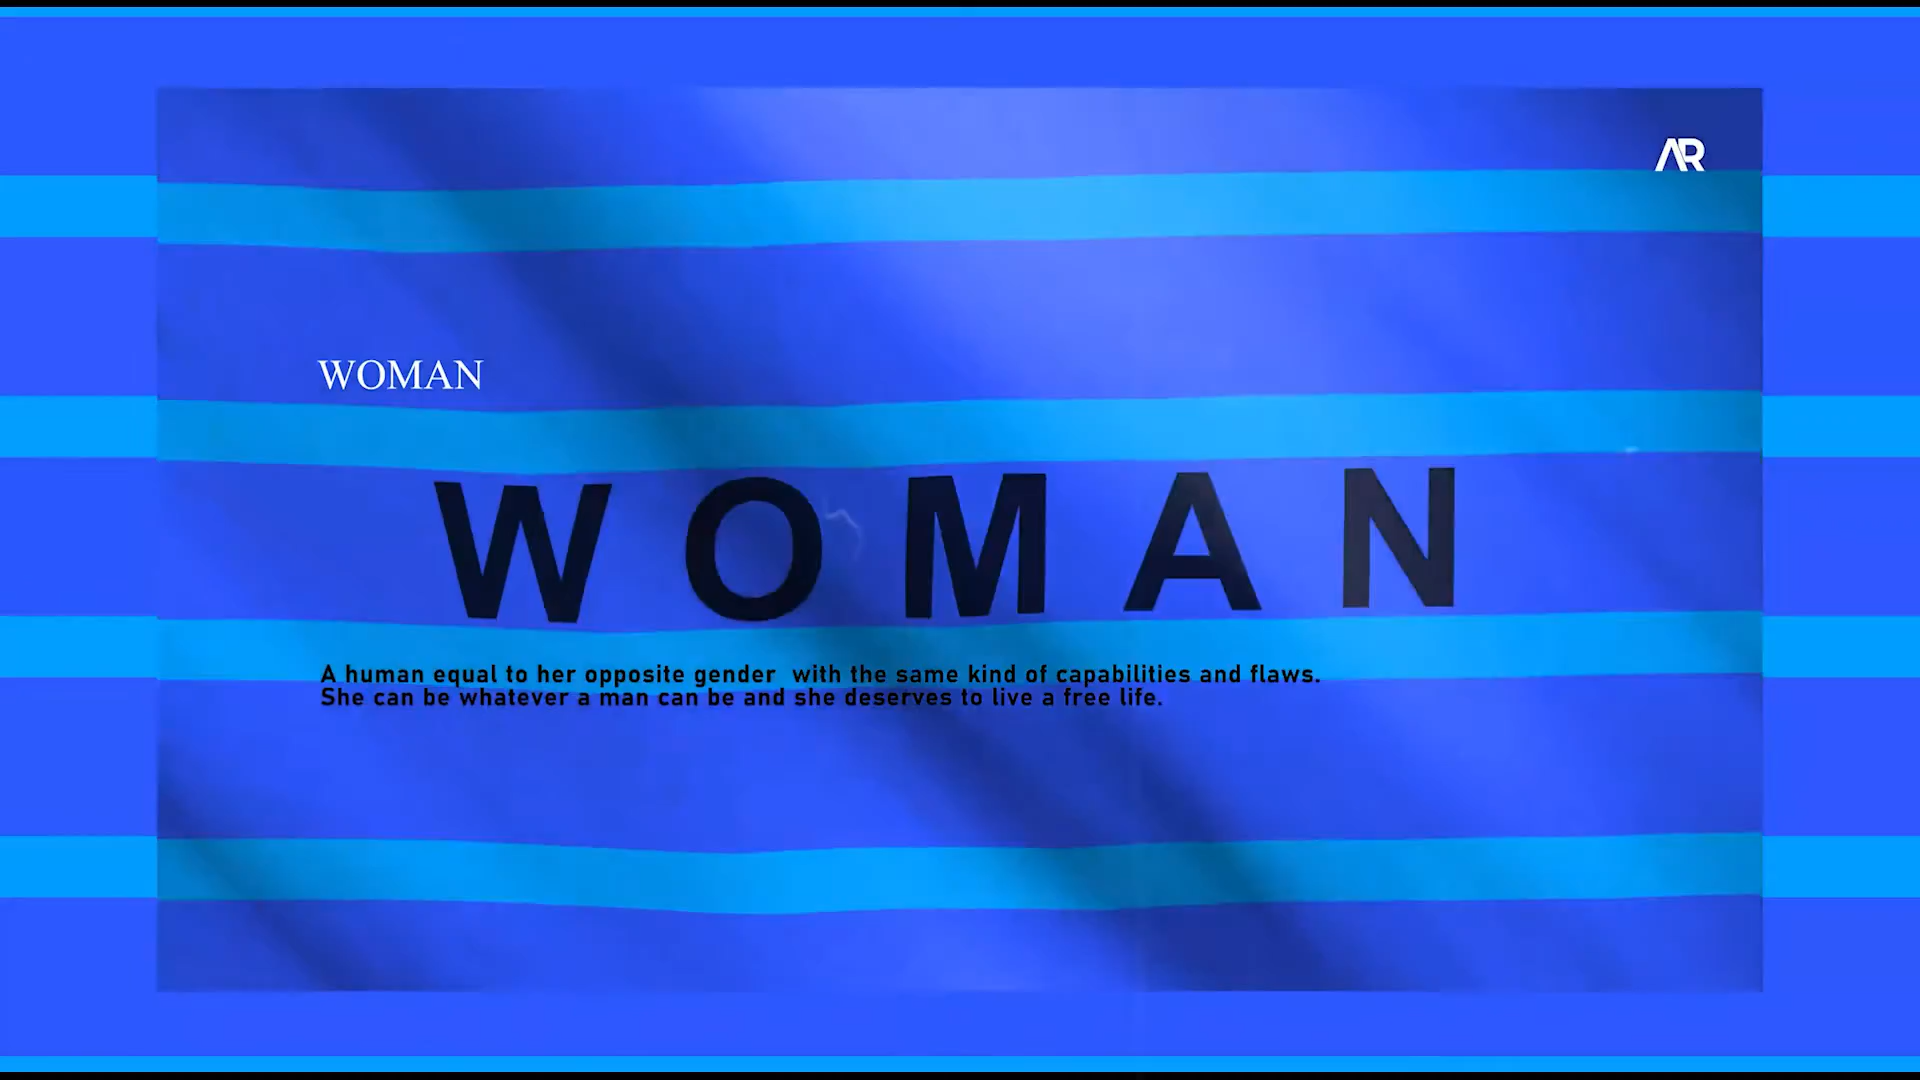 AR
WOMAN
WOMAN
A human equal to her opposite gender  with the same kind of capabilities and flaws.
She can be whatever a man can be and she deserves to live a free life.